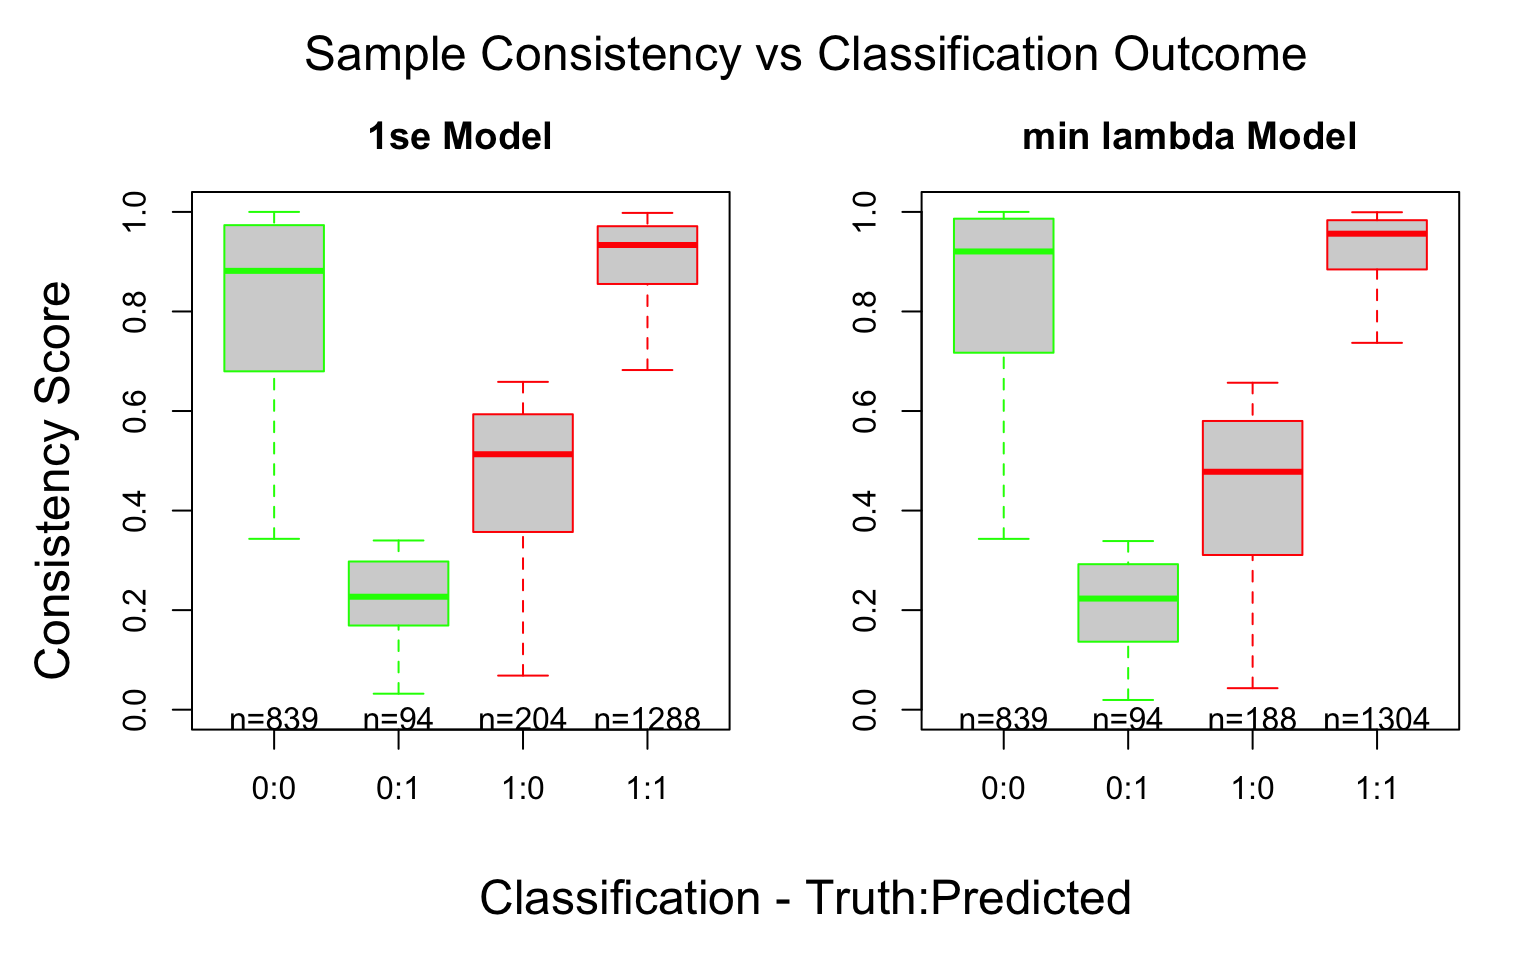 Sample Consistency vs Classification Outcome
1se Model
min lambda Model
Consistency Score
1.0
0.8
0.6
0.4
0.2
0.0
n=839 n=94 n=204 n=1288
0:0 0:1 1:0 1:1
1.0
0.8
0.6
0.4
0.2
0.0
n=839 n=94 n=188 n=1304
0:0 0:1 1:0 1:1
Classification - Truth:Predicted